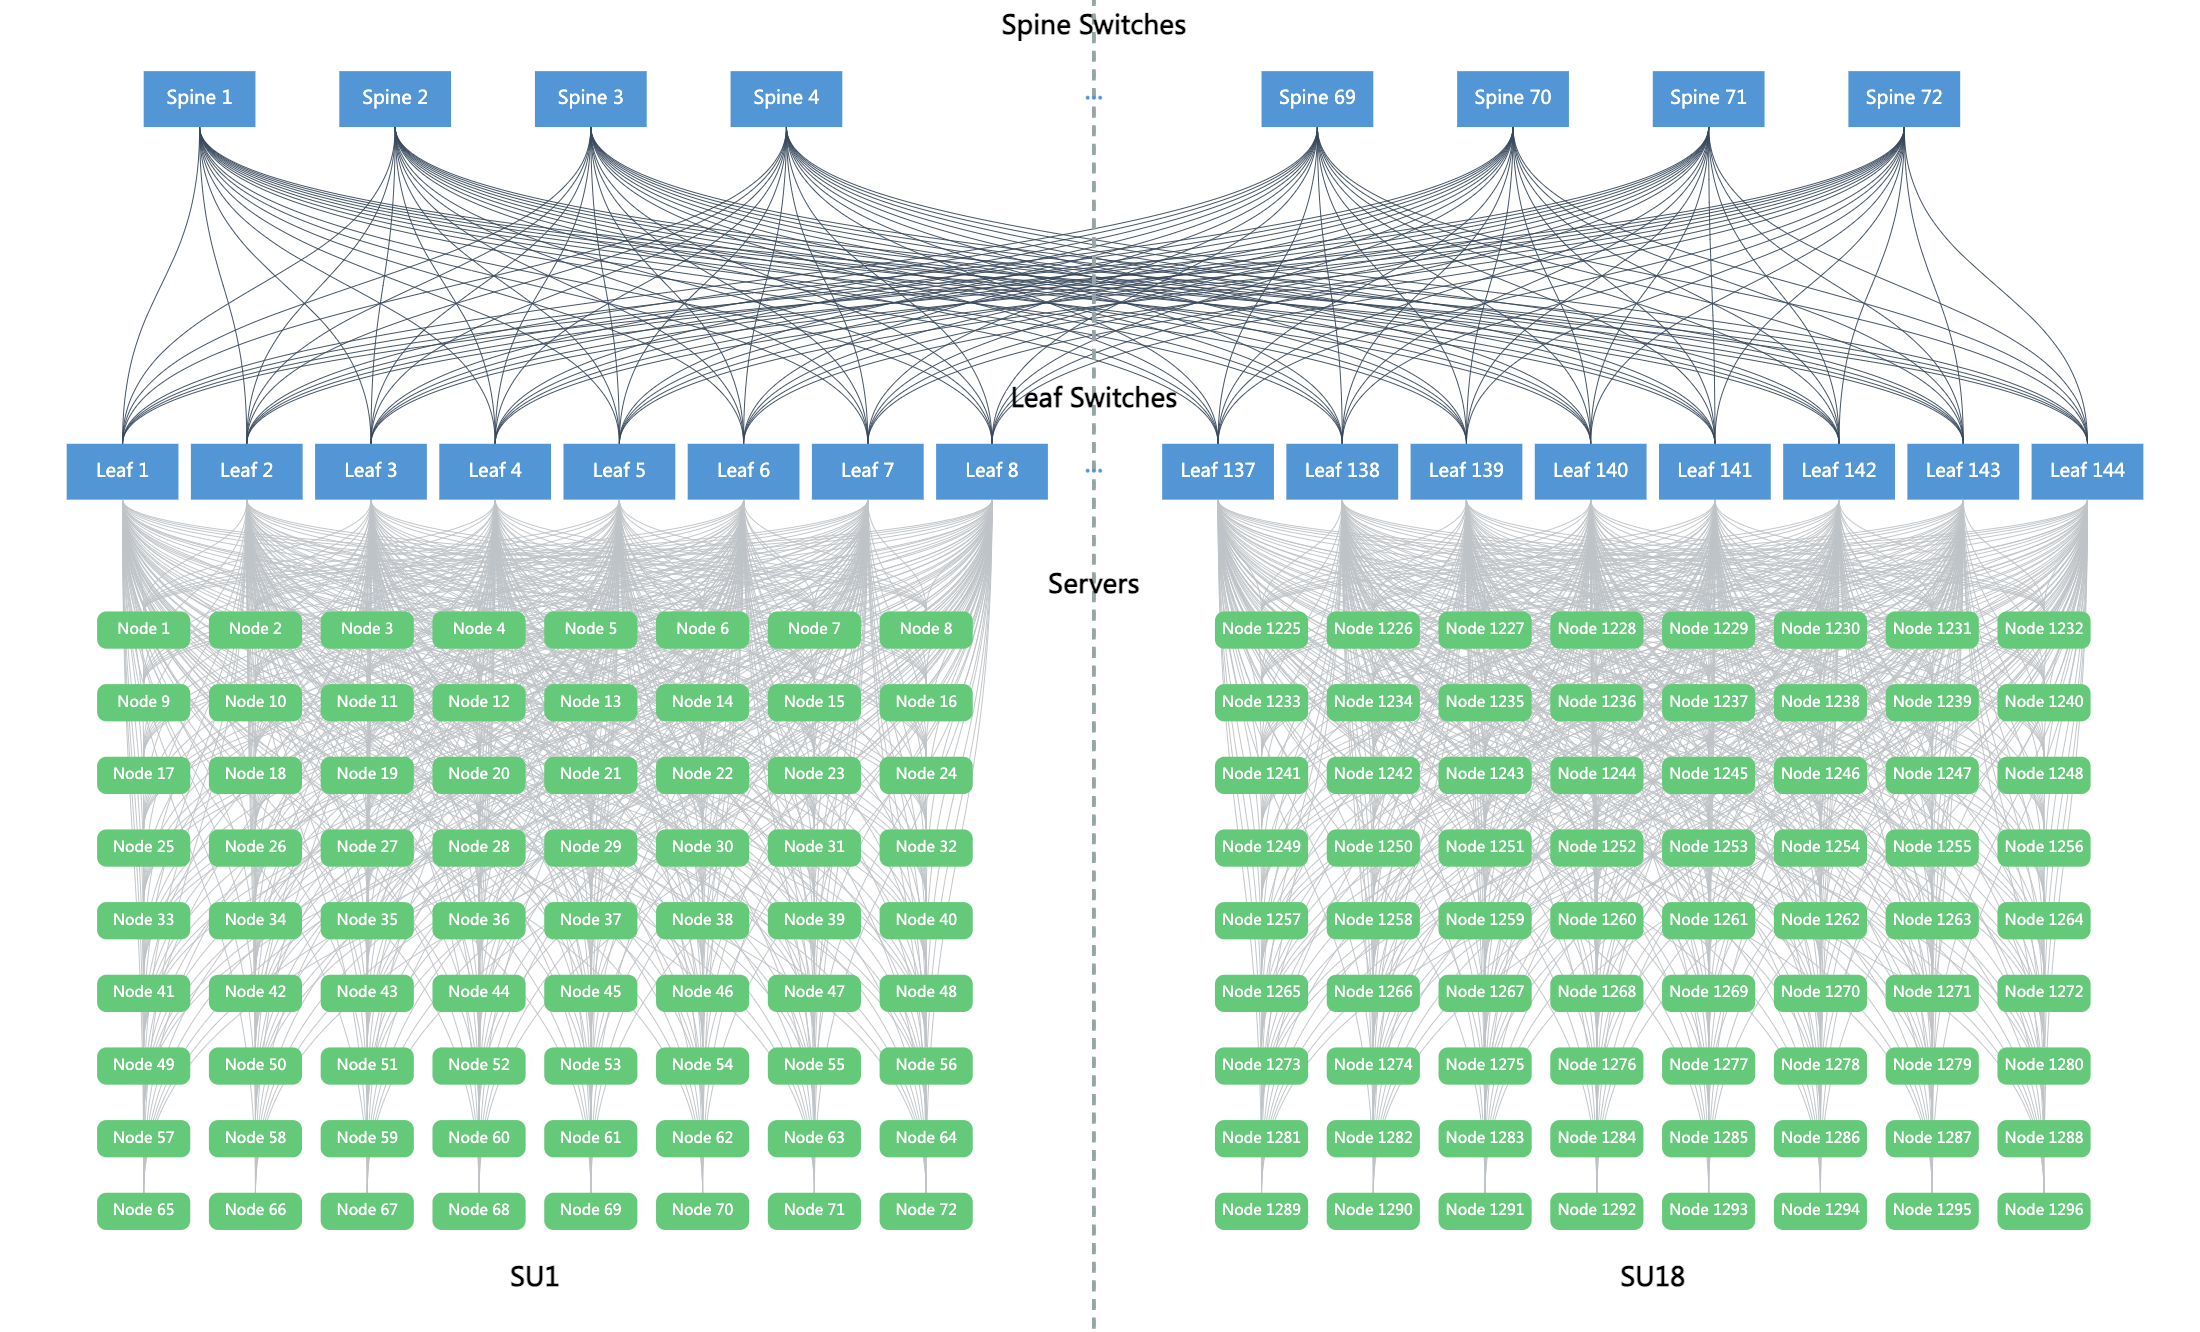 Spine Switches
Spine 1 Spine 2 Spine 3 Spine 4 ... Spine 69 Spine 70 Spine 71 Spine 72
Leaf Switches
Leaf 1 Leaf 2 Leaf 3 Leaf 4 Leaf 5 Leaf 6 Leaf 7 Leaf 8 ... Leaf 137 Leaf 138 Leaf 139 Leaf 140 Leaf 141 Leaf 142 Leaf 143 Leaf 144
Servers
Node 1 Node 2 Node 3 Node 4 Node 5 Node 6 Node 7 Node 8 Node 1225 Node 1226 Node 1227 Node 1228 Node 1229 Node 1230 Node 1231 Node 1232
Node 9 Node 10 Node 11 Node 12 Node 13 Node 14 Node 15 Node 16 Node 1233 Node 1234 Node 1235 Node 1236 Node 1237 Node 1238 Node 1239 Node 1240
Node 17 Node 18 Node 19 Node 20 Node 21 Node 22 Node 23 Node 24 Node 1241 Node 1242 Node 1243 Node 1244 Node 1245 Node 1246 Node 1247 Node 1248
Node 25 Node 26 Node 27 Node 28 Node 29 Node 30 Node 31 Node 32 Node 1249 Node 1250 Node 1251 Node 1252 Node 1253 Node 1254 Node 1255 Node 1256
Node 33 Node 34 Node 35 Node 36 Node 37 Node 38 Node 39 Node 40 Node 1257 Node 1258 Node 1259 Node 1260 Node 1261 Node 1262 Node 1263 Node 1264
Node 41 Node 42 Node 43 Node 44 Node 45 Node 46 Node 47 Node 48 Node 1265 Node 1266 Node 1267 Node 1268 Node 1269 Node 1270 Node 1271 Node 1272
Node 49 Node 50 Node 51 Node 52 Node 53 Node 54 Node 55 Node 56 Node 1273 Node 1274 Node 1275 Node 1276 Node 1277 Node 1278 Node 1279 Node 1280
Node 57 Node 58 Node 59 Node 60 Node 61 Node 62 Node 63 Node 64 Node 1281 Node 1282 Node 1283 Node 1284 Node 1285 Node 1286 Node 1287 Node 1288
Node 65 Node 66 Node 67 Node 68 Node 69 Node 70 Node 71 Node 72 Node 1289 Node 1290 Node 1291 Node 1292 Node 1293 Node 1294 Node 1295 Node 1296
SU1 SU18